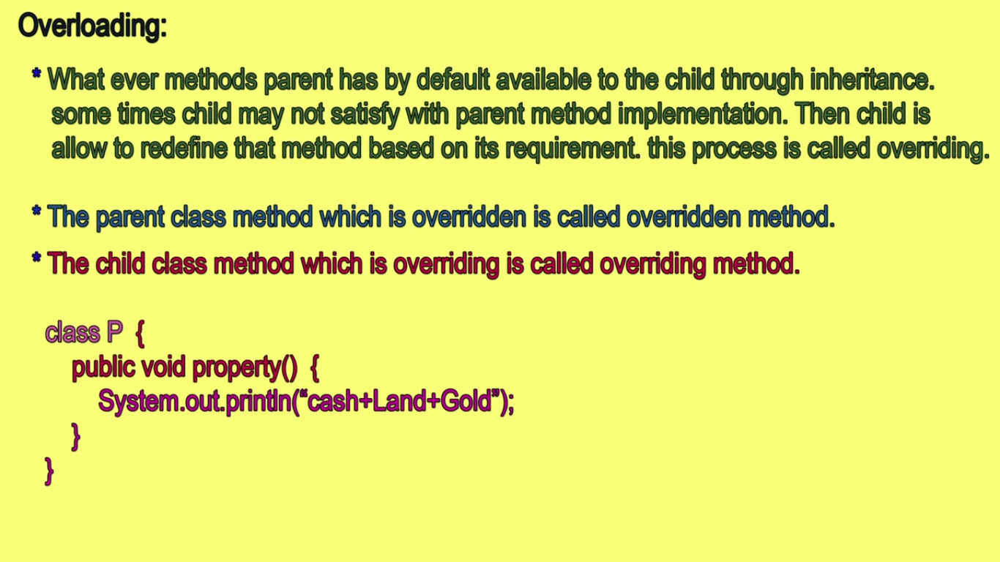 Overloading:
* What ever methods parent has by default available to the child through inheritance.
some times child may not satisfy with parent method implementation. Then child is
allow to redefine that method based on its requirement. this process is called overriding.
* The parent class method which is overridden is called overridden method.
* The child class method which is overriding is called overriding method.
class P {
public void property() {
System.out.println(“cash+Land+Gold”);
}
}